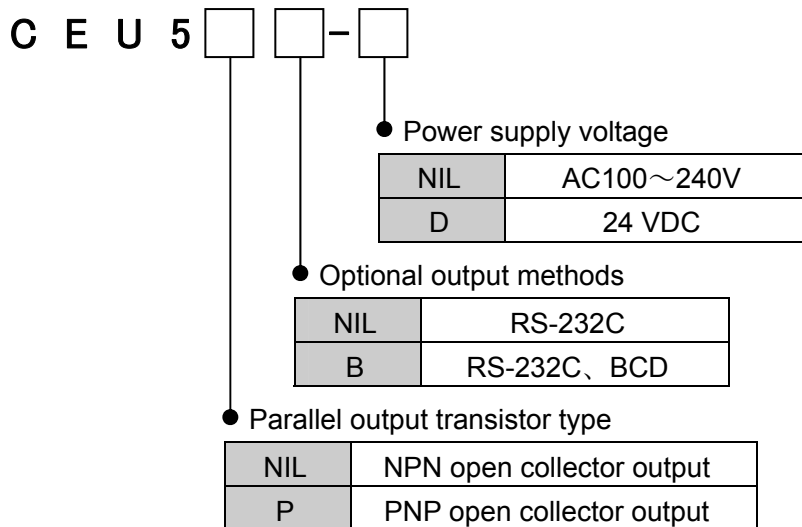 CEU5 -
Power supply voltage
NIL AC100～240V
D 24 VDC
Optional output methods
NIL RS-232C
B RS-232C、BCD
Parallel output transistor type
NIL NPN open collector output
P PNP open collector output